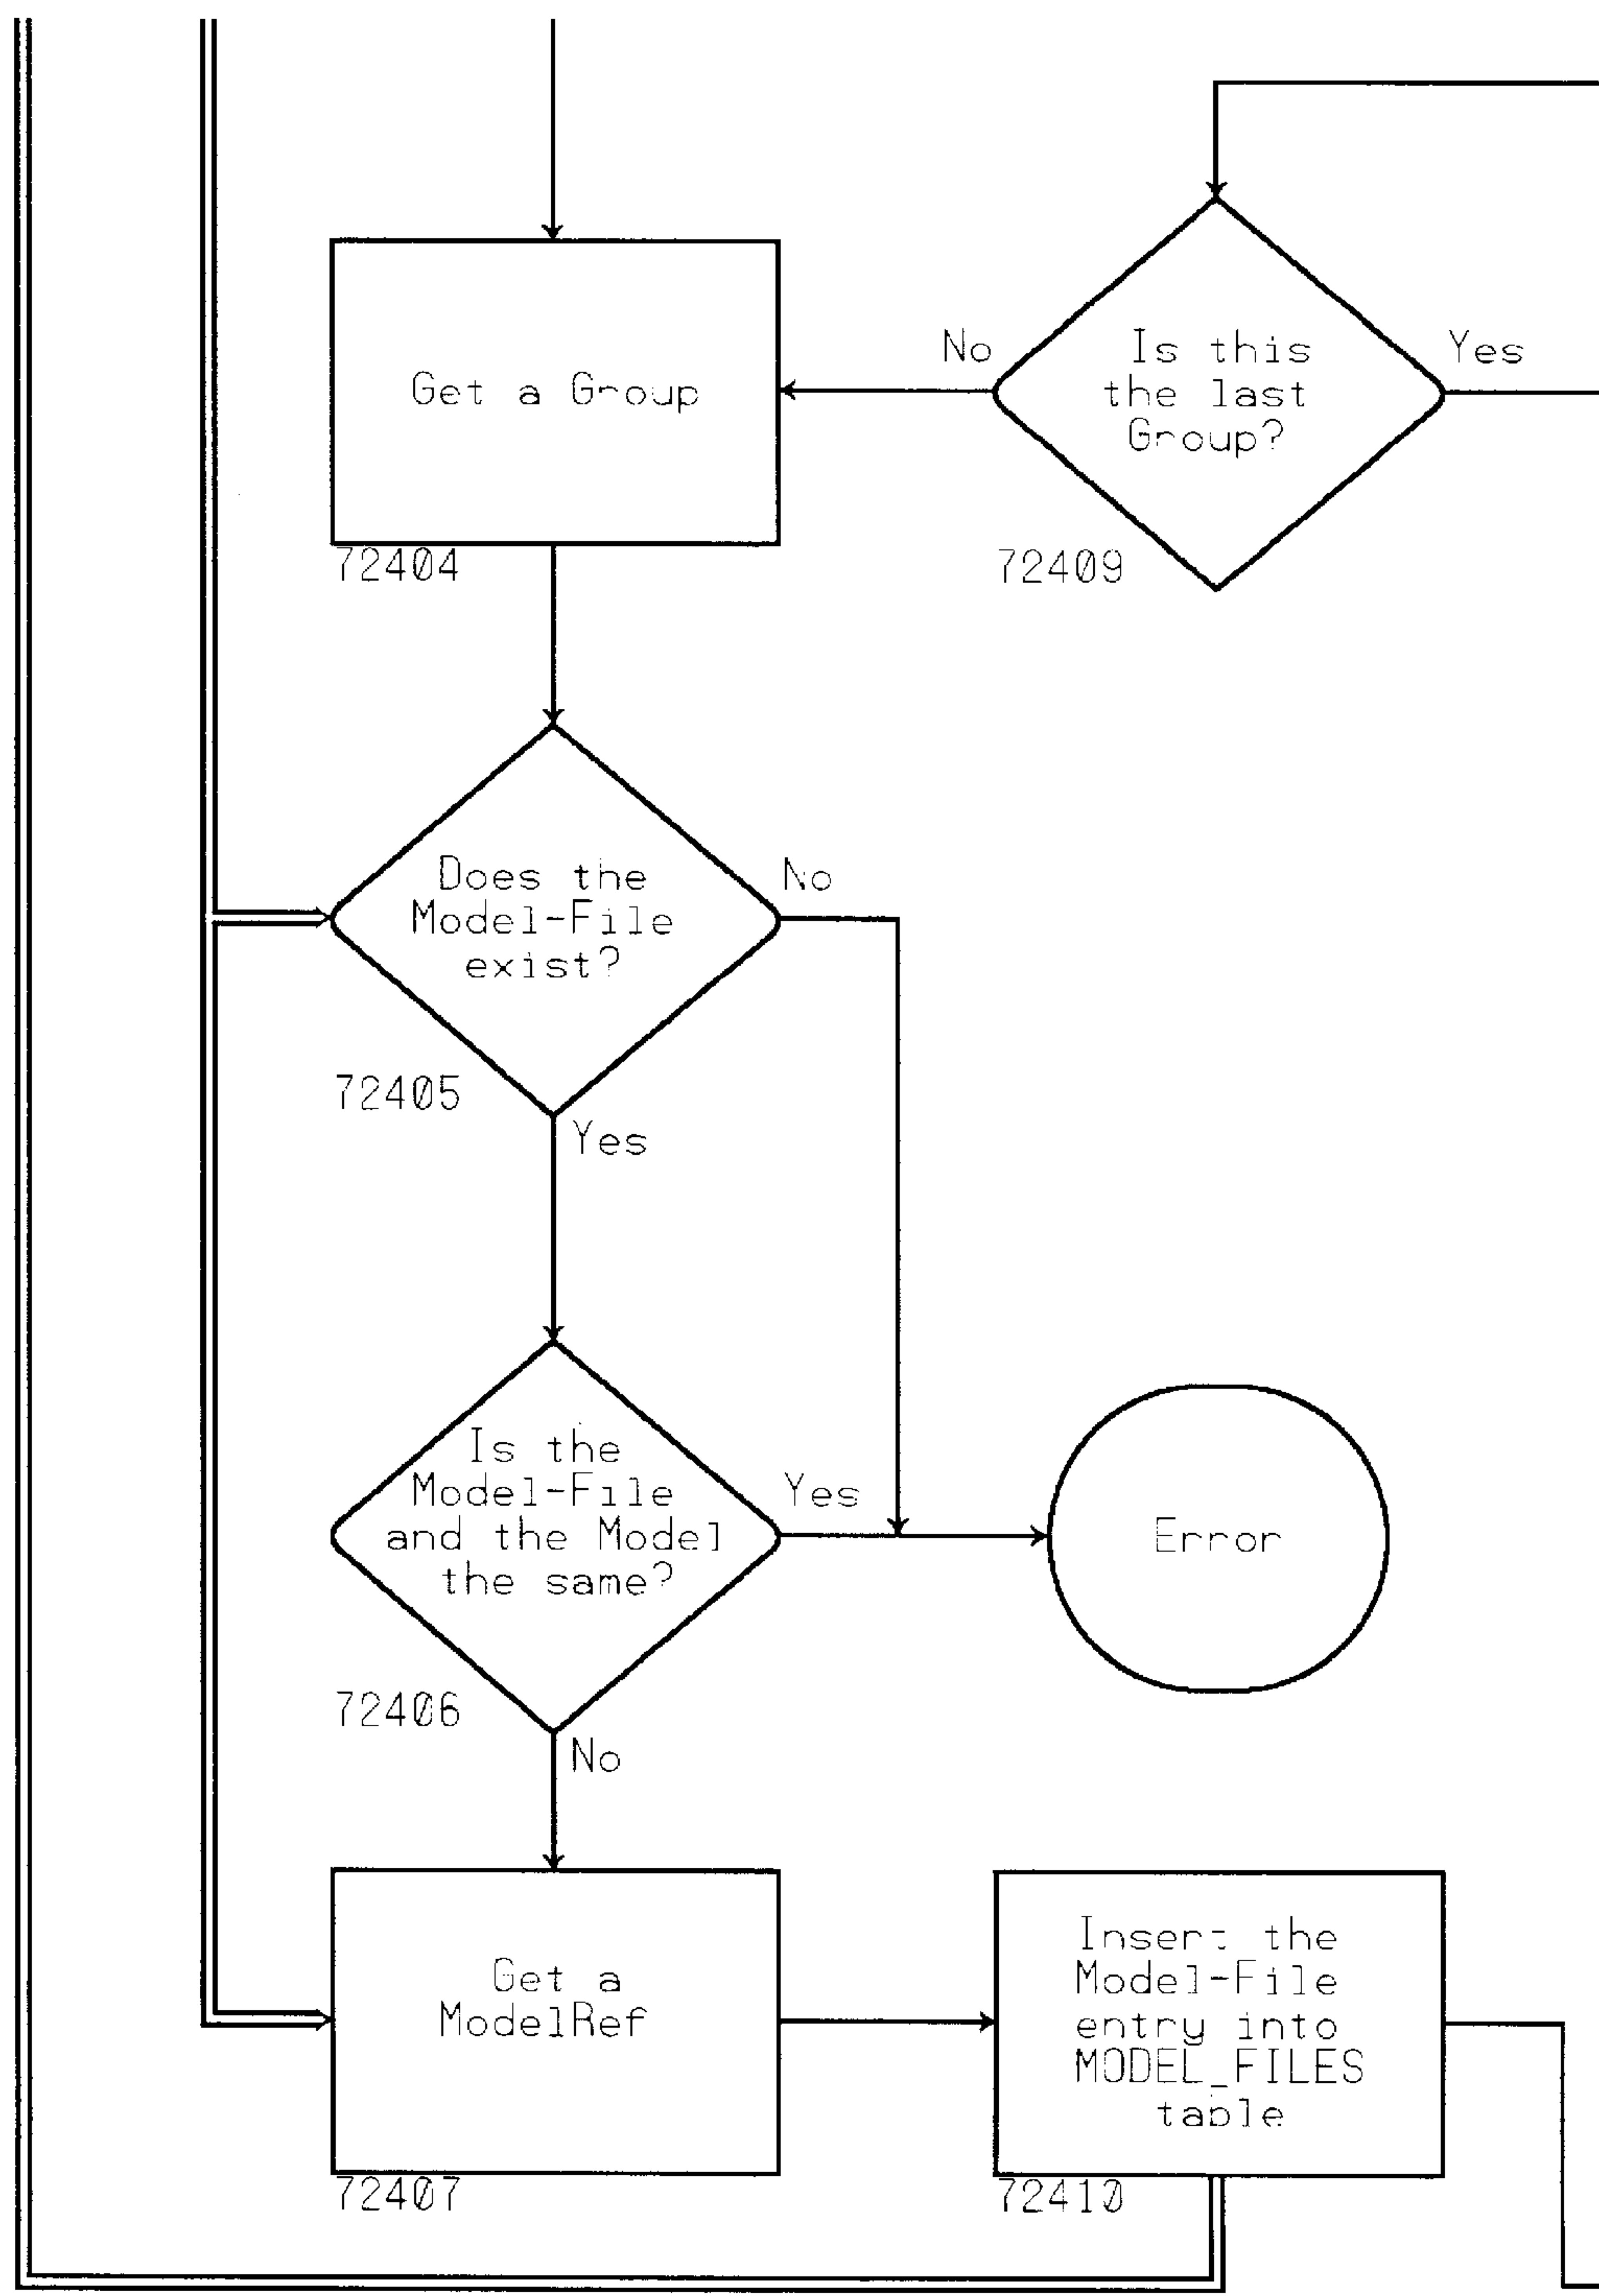 Get a Group
72404
No
Is this
the last
Group?
Yes
72409
Does the
Model-File
exist?
No
72405
Yes
Is the
Model-File
and the Model
the same?
Yes
Error
72406
No
Get a
ModelRef
72407
Insert the
Model-File
entry into
MODEL_FILES
table
72410